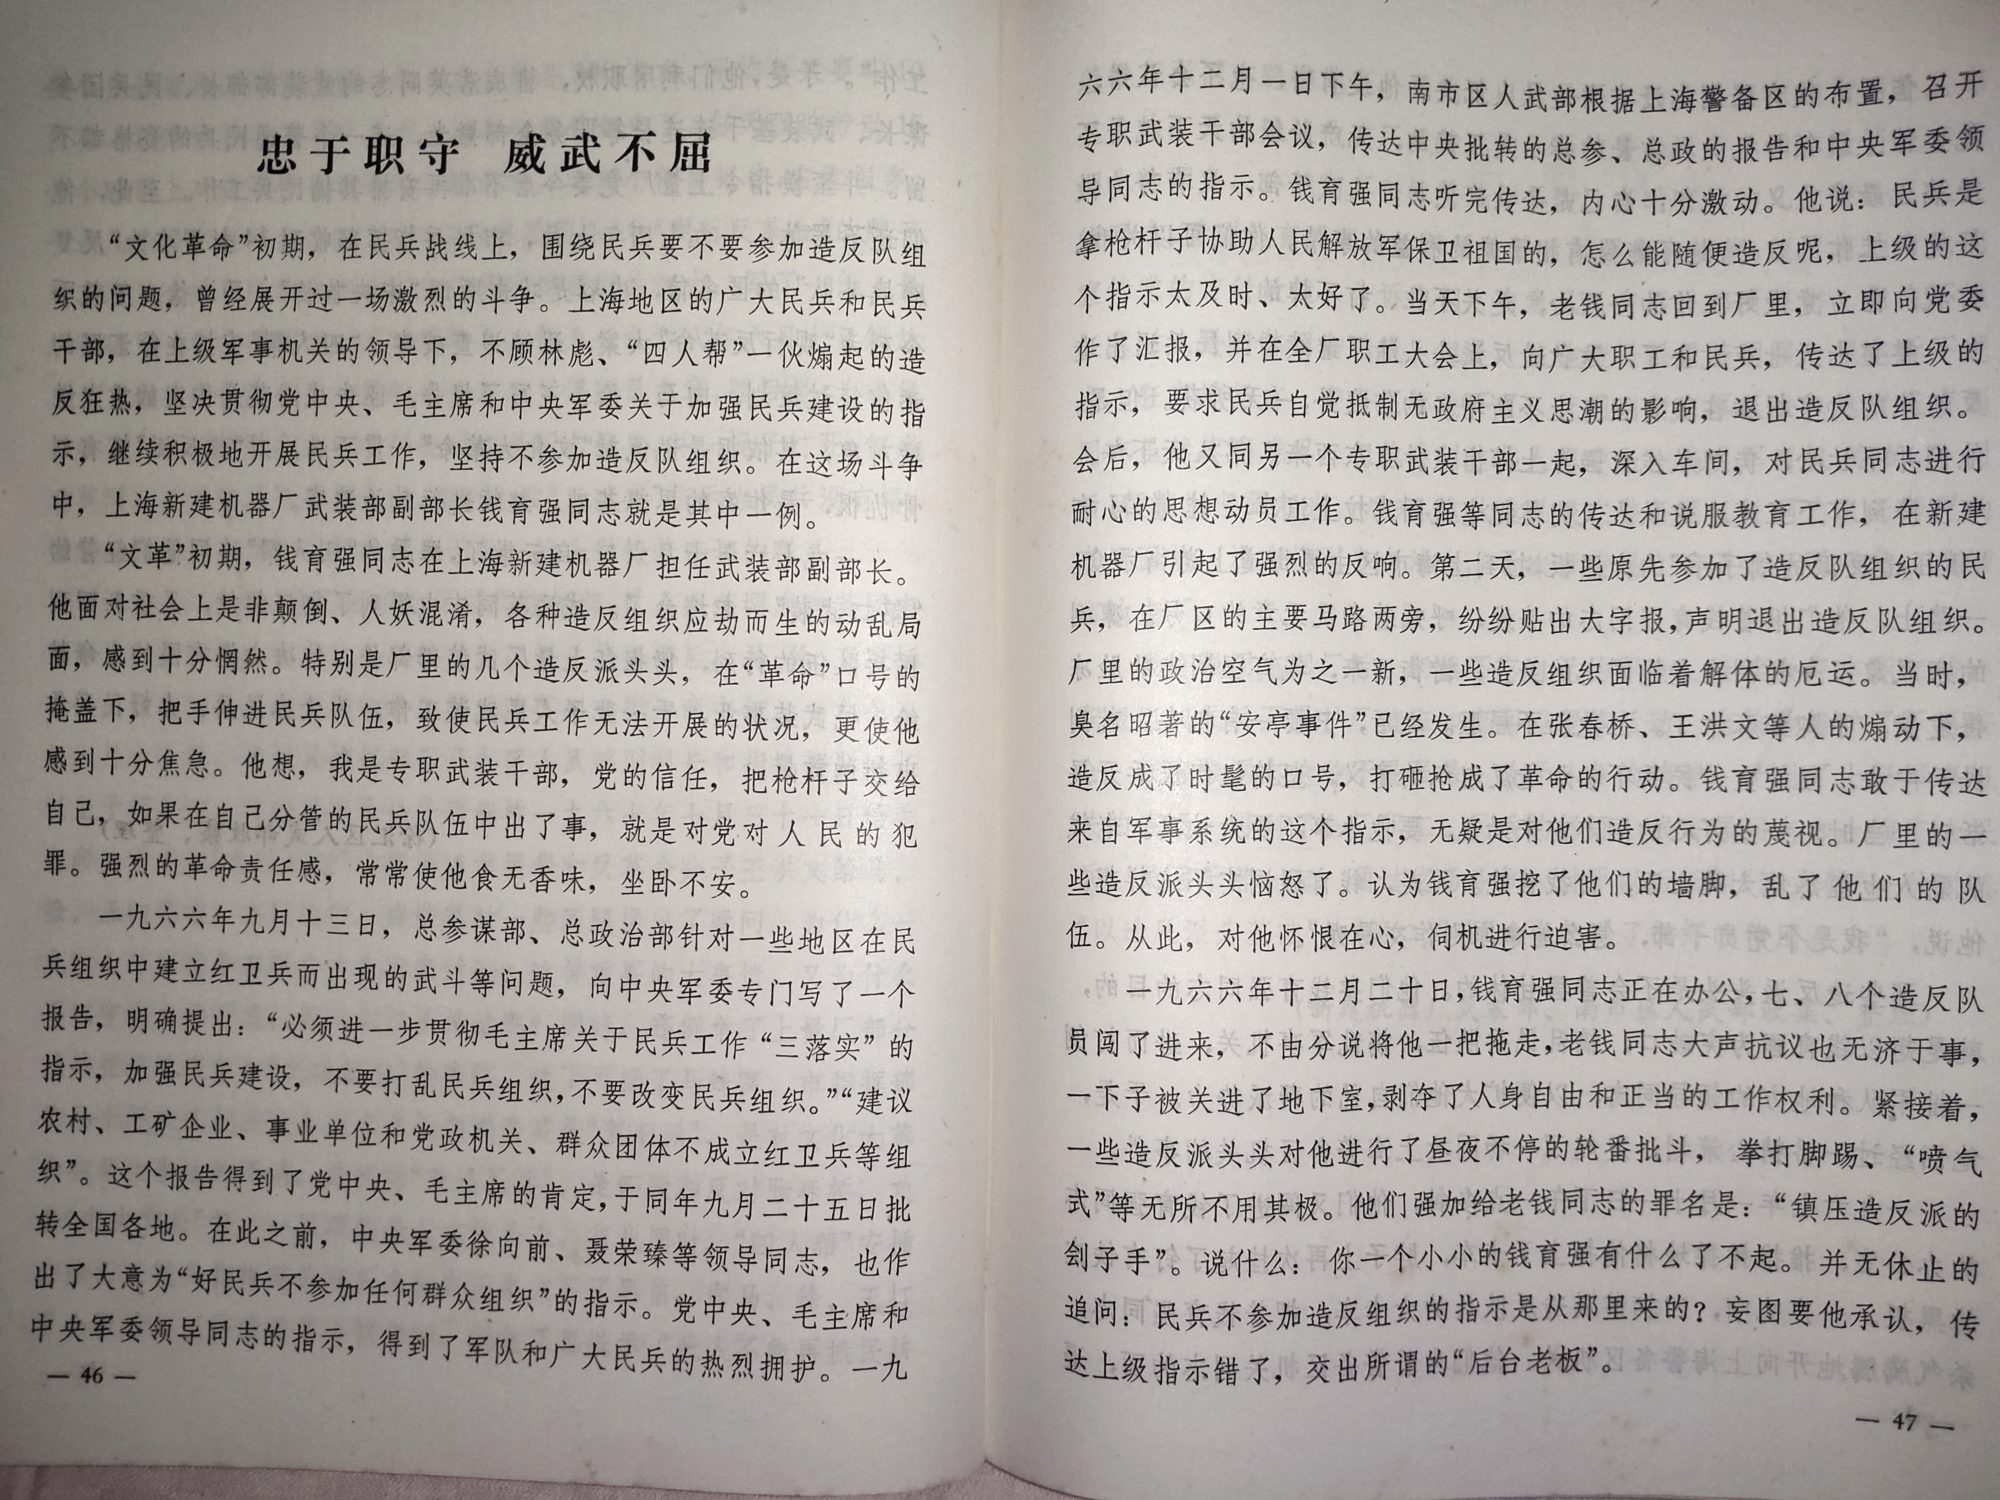 忠于职守 威武不屈
“文化革命”初期，在民兵战线上，围绕民兵要不要参加造反队组
织的问题，曾经展开过一场激烈的斗争。上海地区的广大民兵和民兵
干部，在上级军事机关的领导下，不顾林彪、“四人帮”一伙煽起的造
反狂热，坚决贯彻党中央、毛主席和中央军委关于加强民兵建设的指
示，继续积极地开展民兵工作，坚持不参加造反队组织。在这场斗争
中，上海新建机器厂武装部副部长钱育强同志就是其中一例。
“文革”初期，钱育强同志在上海新建机器厂担任武装部副部长。
他面对社会上是非颠倒、人妖混淆，各种造反组织应劫而生的动乱局
面，感到十分惘然。特别是厂里的几个造反派头头，在“革命”口号的
掩盖下，把手伸进民兵队伍，致使民兵工作无法开展的状况，更使他
感到十分焦急。他想，我是专职武装干部，党的信任，把枪杆子交给
自己，如果在自己分管的民兵队伍中出了事，就是对党对人民的犯
罪。强烈的革命责任感，常常使他食无香味，坐卧不安。
一九六六年九月十三日，总参谋部、总政治部针对一些地区在民
兵组织中建立红卫兵而出现的武斗等问题，向中央军委专门写了一个
报告，明确提出：“必须进一步贯彻毛主席关于民兵工作“三落实”的
指示，加强民兵建设，不要打乱民兵组织，不要改变民兵组织。”“建议
农村、工矿企业、事业单位和党政机关、群众团体不成立红卫兵等组
织”。这个报告得到了党中央、毛主席的肯定，于同年九月二十五日批
转全国各地。在此之前，中央军委徐向前、聂荣臻等领导同志，也作
出了大意为“好民兵不参加任何群众组织”的指示。党中央、毛主席和
中央军委领导同志的指示，得到了军队和广大民兵的热烈拥护。一九
— 46 —
六六年十二月一日下午，南市区人武部根据上海警备区的布置，召开
专职武装干部会议，传达中央批转的总参、总政的报告和中央军委领
导同志的指示。钱育强同志听完传达，内心十分激动。他说：民兵是
拿枪杆子协助人民解放军保卫祖国的，怎么能随便造反呢，上级的这
个指示太及时、太好了。当天下午，老钱同志回到厂里，立即向党委
作了汇报，并在全厂职工大会上，向广大职工和民兵，传达了上级的
指示，要求民兵自觉抵制无政府主义思潮的影响，退出造反队组织。
会后，他又同另一个专职武装干部一起，深入车间，对民兵同志进行
耐心的思想动员工作。钱育强等同志的传达和说服教育工作，在新建
机器厂引起了强烈的反响。第二天，一些原先参加了造反队组织的民
兵，在厂区的主要马路两旁，纷纷贴出大字报，声明退出造反队组织。
厂里的政治空气为之一新，一些造反组织面临着解体的厄运。当时，
臭名昭著的“安亭事件”已经发生。在张春桥、王洪文等人的煽动下，
造反成了时髦的口号，打砸抢成了革命的行动。钱育强同志敢于传达
来自军事系统的这个指示，无疑是对他们造反行为的蔑视。厂里的一
些造反派头头恼怒了。认为钱育强挖了他们的墙脚，乱了他们的队
伍。从此，对他怀恨在心，伺机进行迫害。
一九六六年十二月二十日，钱育强同志正在办公，七、八个造反队
员闯了进来，不由分说将他一把拖走，老钱同志大声抗议也无济于事，
一下子被关进了地下室，剥夺了人身自由和正当的工作权利。紧接着，
一些造反派头头对他进行了昼夜不停的轮番批斗，拳打脚踢、“喷气
式”等无所不用其极。他们强加给老钱同志的罪名是：“镇压造反派的
刽子手”。说什么：你一个小小的钱育强有什么了不起。并无休止的
追问：民兵不参加造反组织的指示是从那里来的？妄图要他承认，传
达上级指示错了，交出所谓的“后台老板”。
— 47 —